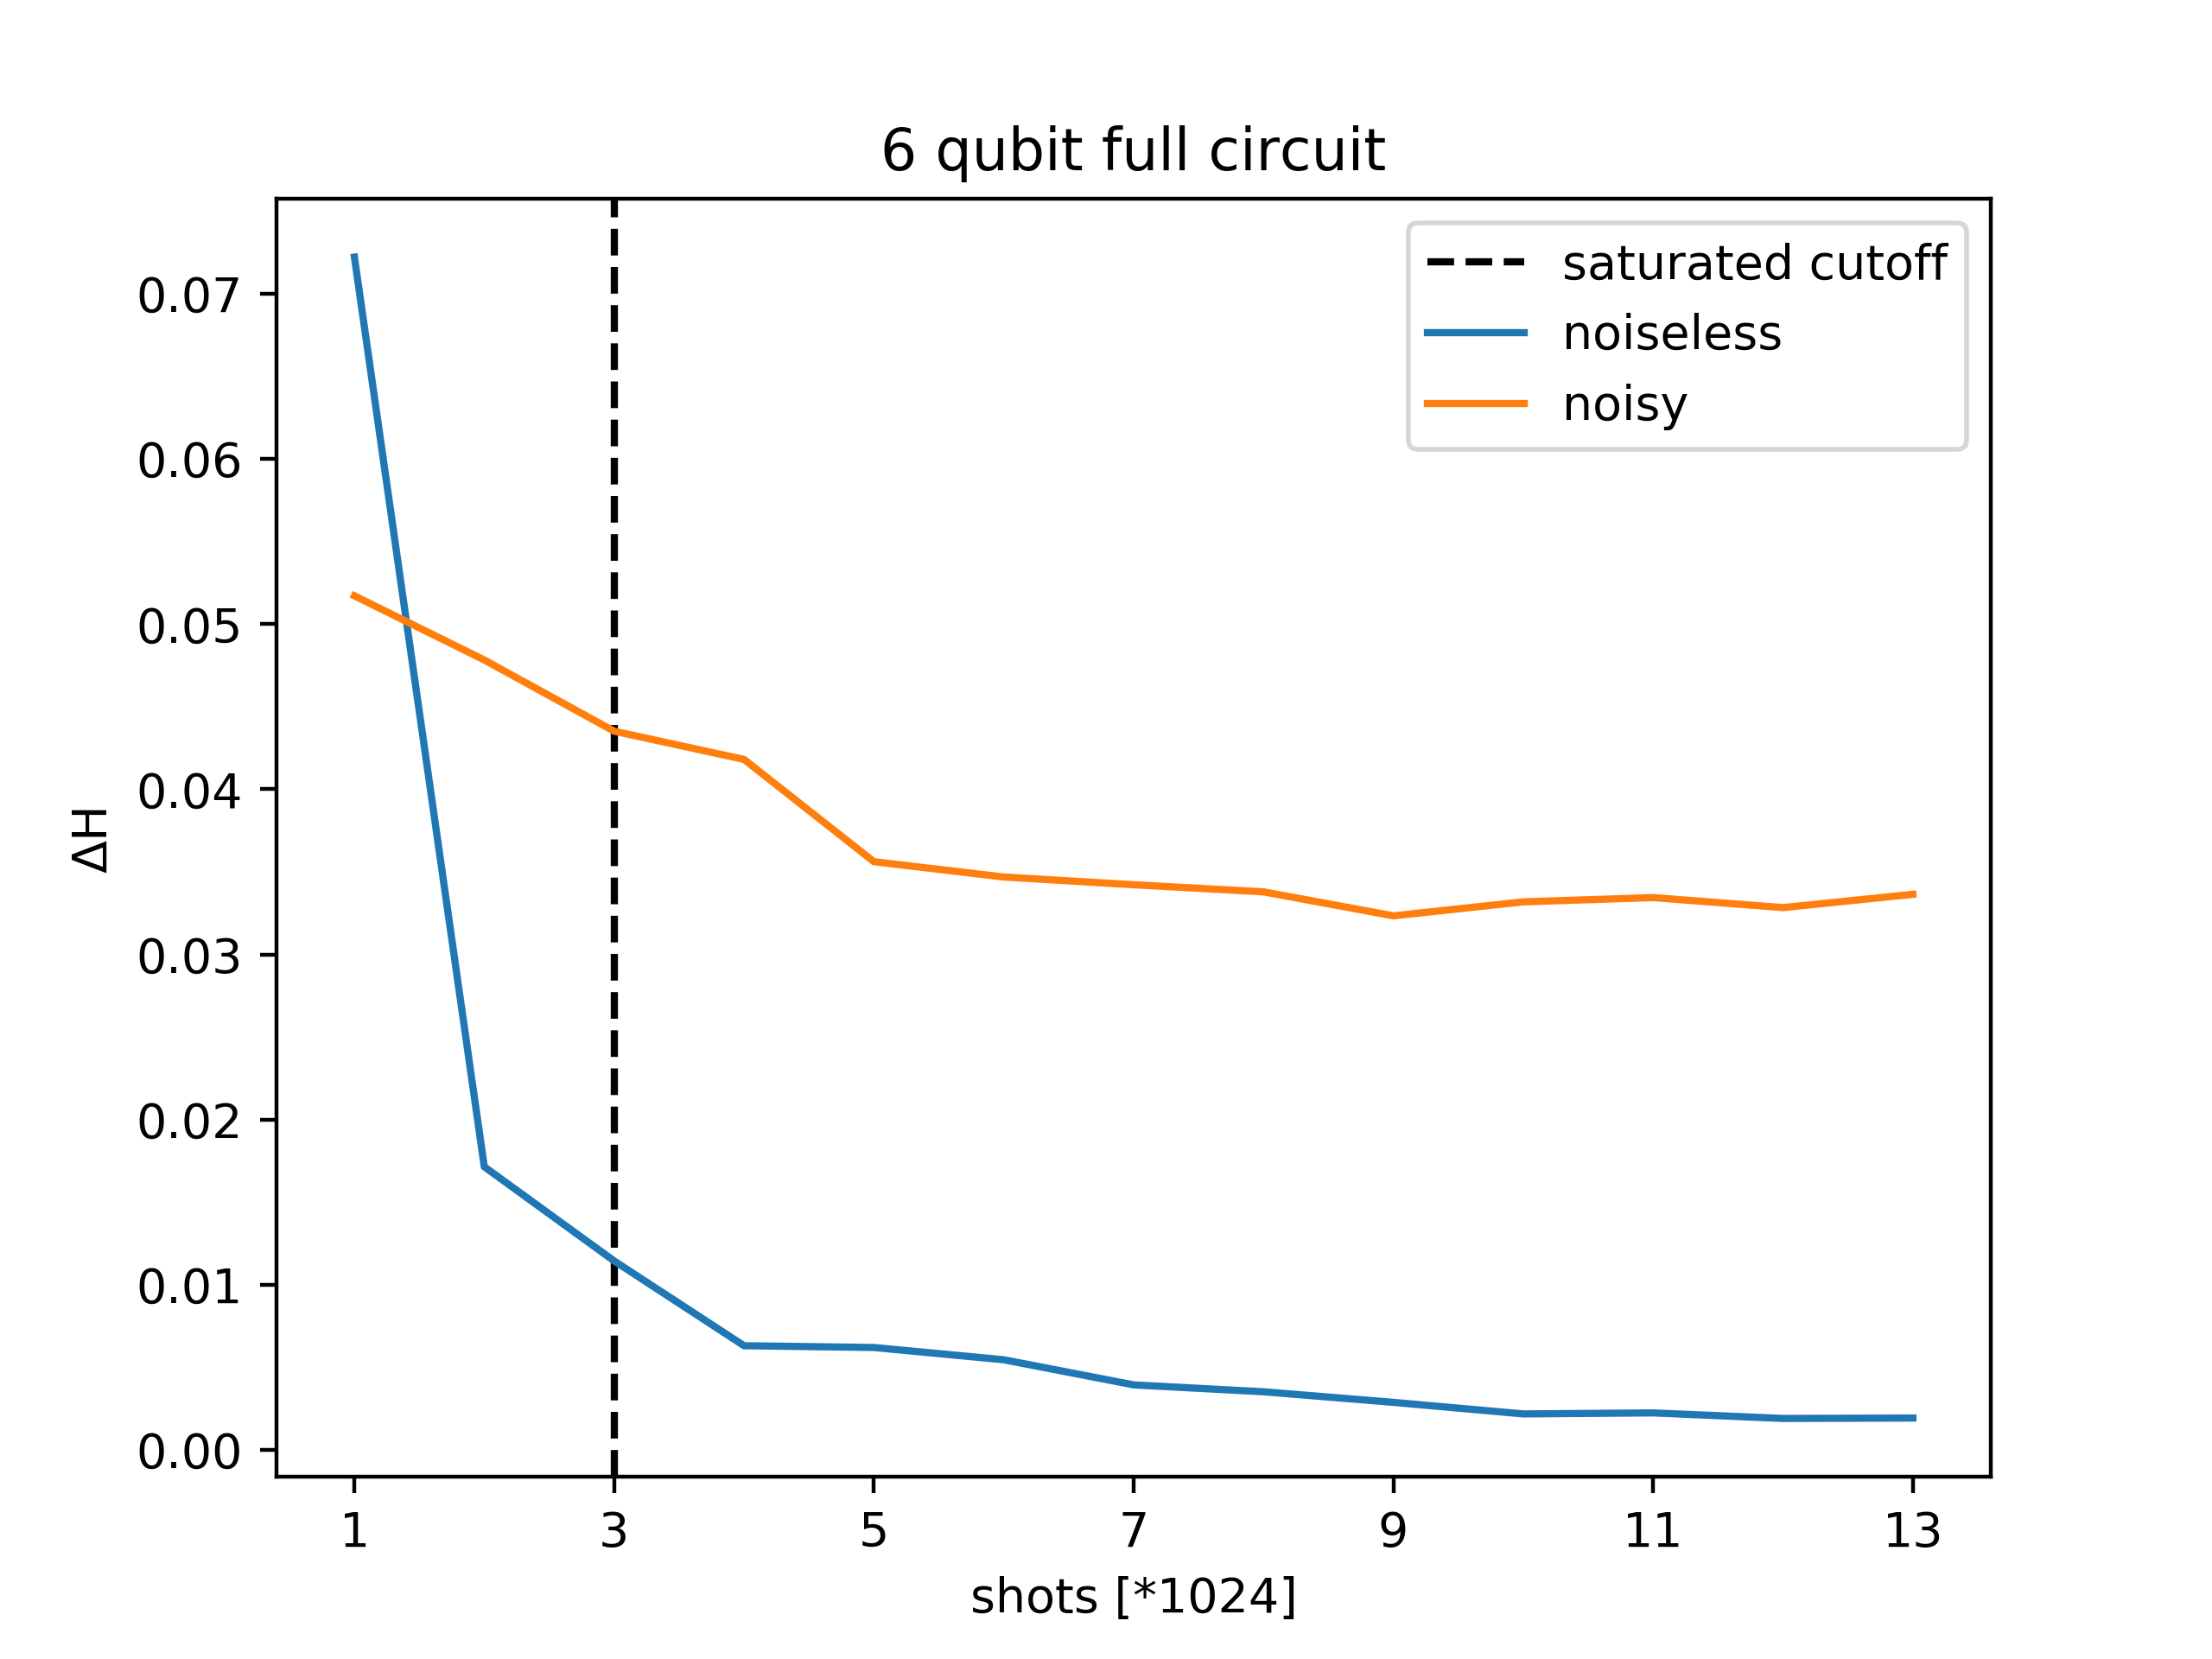 6 qubit full circuit
saturated cutoff
noiseless
noisy
0.07
0.06
0.05
0.04
0.03
0.02
0.01
0.00
ΔH
1 3 5 7 9 11 13
shots [*1024]